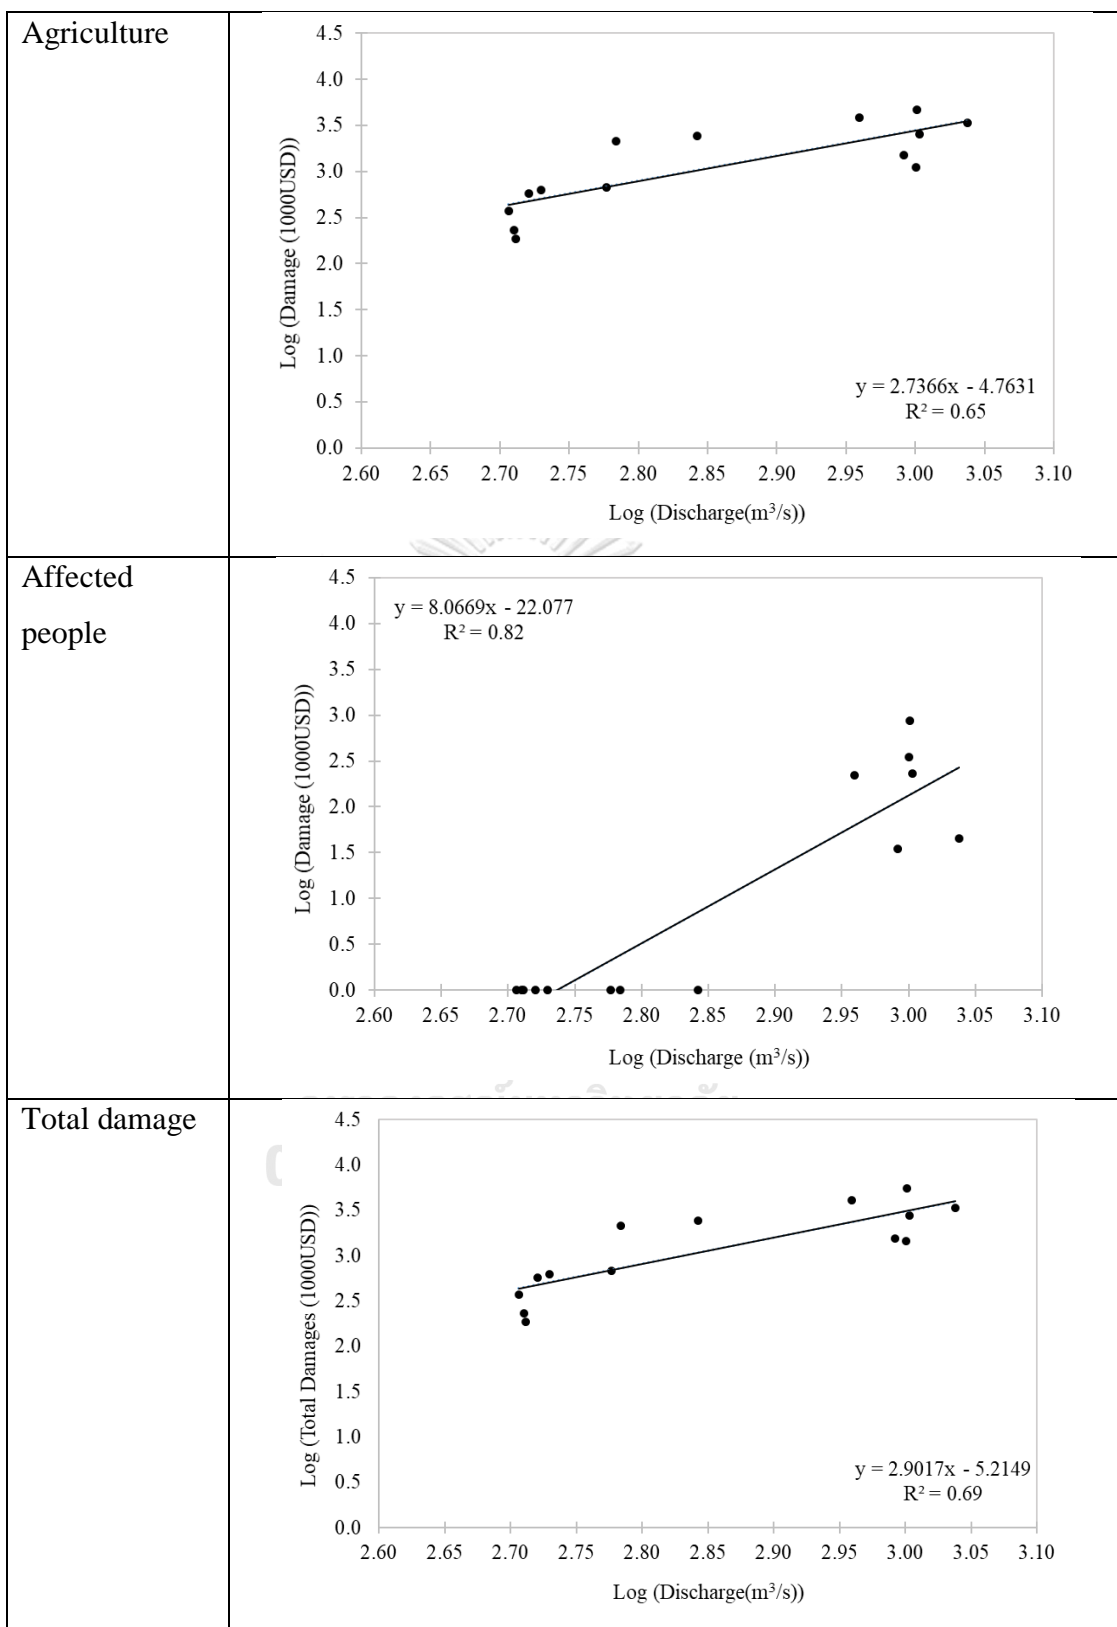 Agriculture
4.5
4.0
3.5
3.0
2.5
2.0
1.5
1.0
0.5
0.0
Log (Damage (1000USD))
y = 2.7366x - 4.7631
R² = 0.65
2.60 2.65 2.70 2.75 2.80 2.85 2.90 2.95 3.00 3.05 3.10
Log (Discharge(m³/s))
Affected
people
4.5
4.0
3.5
3.0
2.5
2.0
1.5
1.0
0.5
0.0
Log (Damage (1000USD))
y = 8.0669x - 22.077
R² = 0.82
2.60 2.65 2.70 2.75 2.80 2.85 2.90 2.95 3.00 3.05 3.10
Log (Discharge (m³/s))
Total damage
4.5
4.0
3.5
3.0
2.5
2.0
1.5
1.0
0.5
0.0
Log (Total Damages (1000USD))
y = 2.9017x - 5.2149
R² = 0.69
2.60 2.65 2.70 2.75 2.80 2.85 2.90 2.95 3.00 3.05 3.10
Log (Discharge(m³/s))